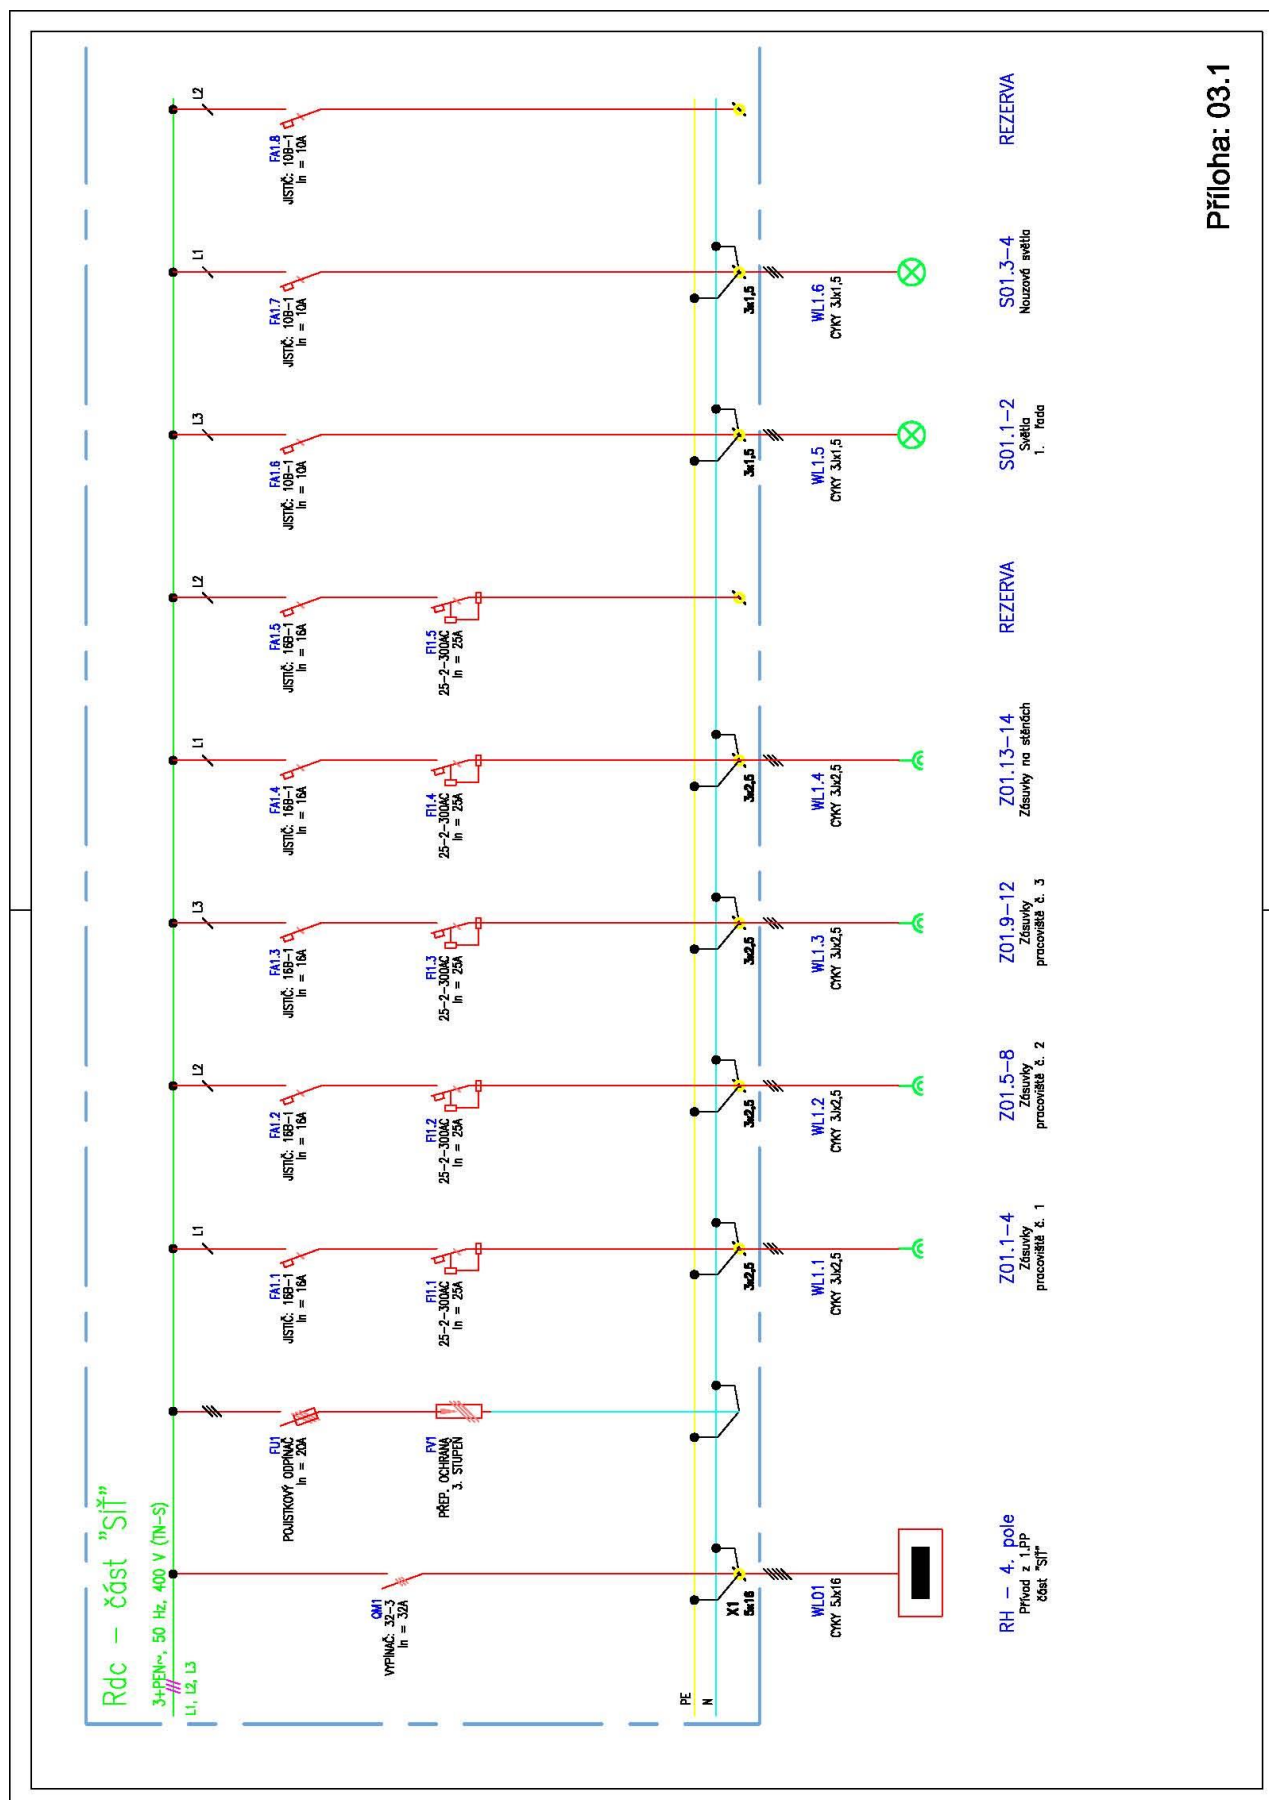 Příloha: 03.1
Rdc – část "SÍŤ"
3+PEN~, 50 Hz, 400 V (TN-S)
L1, L2, L3
PE
N
QM1
VYPÍNAČ: 32-3
In = 32A
X1
5x16
WL01
CYKY 5Jx16
RH – 4. pole
Přívod z 1.PP
část "SÍŤ"
FU1
POJISTKOVÝ ODPÍNAČ
In = 20A
FV1
PŘEP. OCHRANA
3. STUPEŇ
L1
FA1.1
JISTIČ: 16B-1
In = 16A
FI1.1
25-2-300AC
In = 25A
3x2,5
WL1.1
CYKY 3Jx2,5
Z01.1-4
Zásuvky
pracoviště č. 1
L2
FA1.2
JISTIČ: 16B-1
In = 16A
FI1.2
25-2-300AC
In = 25A
3x2,5
WL1.2
CYKY 3Jx2,5
Z01.5-8
Zásuvky
pracoviště č. 2
L3
FA1.3
JISTIČ: 16B-1
In = 16A
FI1.3
25-2-300AC
In = 25A
3x2,5
WL1.3
CYKY 3Jx2,5
Z01.9-12
Zásuvky
pracoviště č. 3
L1
FA1.4
JISTIČ: 16B-1
In = 16A
FI1.4
25-2-300AC
In = 25A
3x2,5
WL1.4
CYKY 3Jx2,5
Z01.13-14
Zásuvky na stěnách
L2
FA1.5
JISTIČ: 16B-1
In = 16A
FI1.5
25-2-300AC
In = 25A
REZERVA
L3
FA1.6
JISTIČ: 10B-1
In = 10A
3x1,5
WL1.5
CYKY 3Jx1,5
S01.1-2
Světla
1. řada
L1
FA1.7
JISTIČ: 10B-1
In = 10A
3x1,5
WL1.6
CYKY 3Jx1,5
S01.3-4
Nouzová světla
L2
FA1.8
JISTIČ: 10B-1
In = 10A
REZERVA